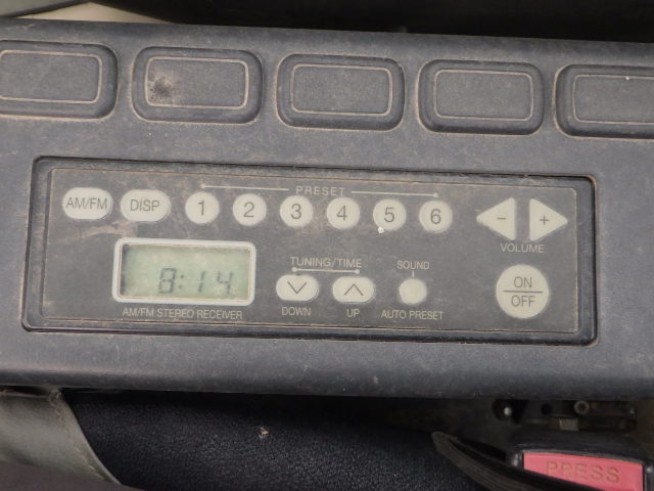 PRESET
AM/FM DISP 1 2 3 4 5 6 - +
VOLUME
TUNING/TIME SOUND
8:14
ON
OFF
AM/FM STEREO RECEIVER DOWN UP AUTO PRESET
PRESS